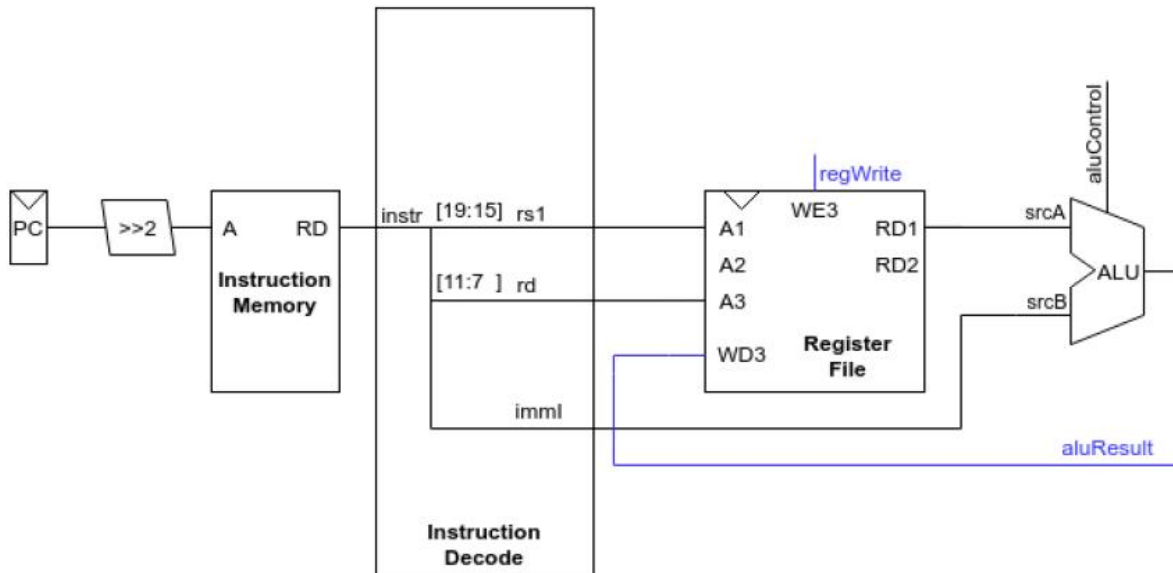 PC
>>2
A
RD
Instruction
Memory
instr
[19:15]
rs1
[11:7 ]
rd
immI
Instruction
Decode
regWrite
WE3
A1
RD1
A2
RD2
A3
WD3
Register
File
aluControl
srcA
ALU
srcB
aluResult